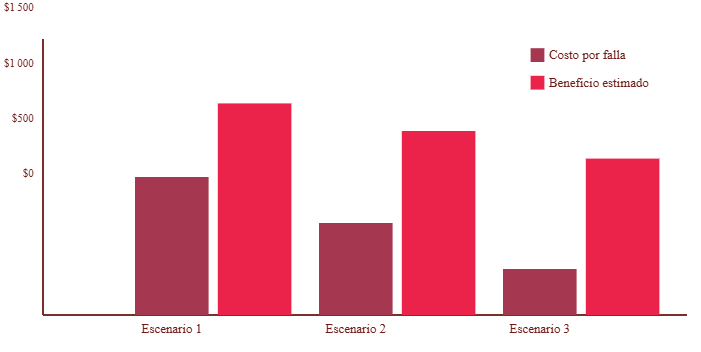 $1 500
$1 000
$500
$0
Costo por falla
Beneficio estimado
Escenario 1
Escenario 2
Escenario 3